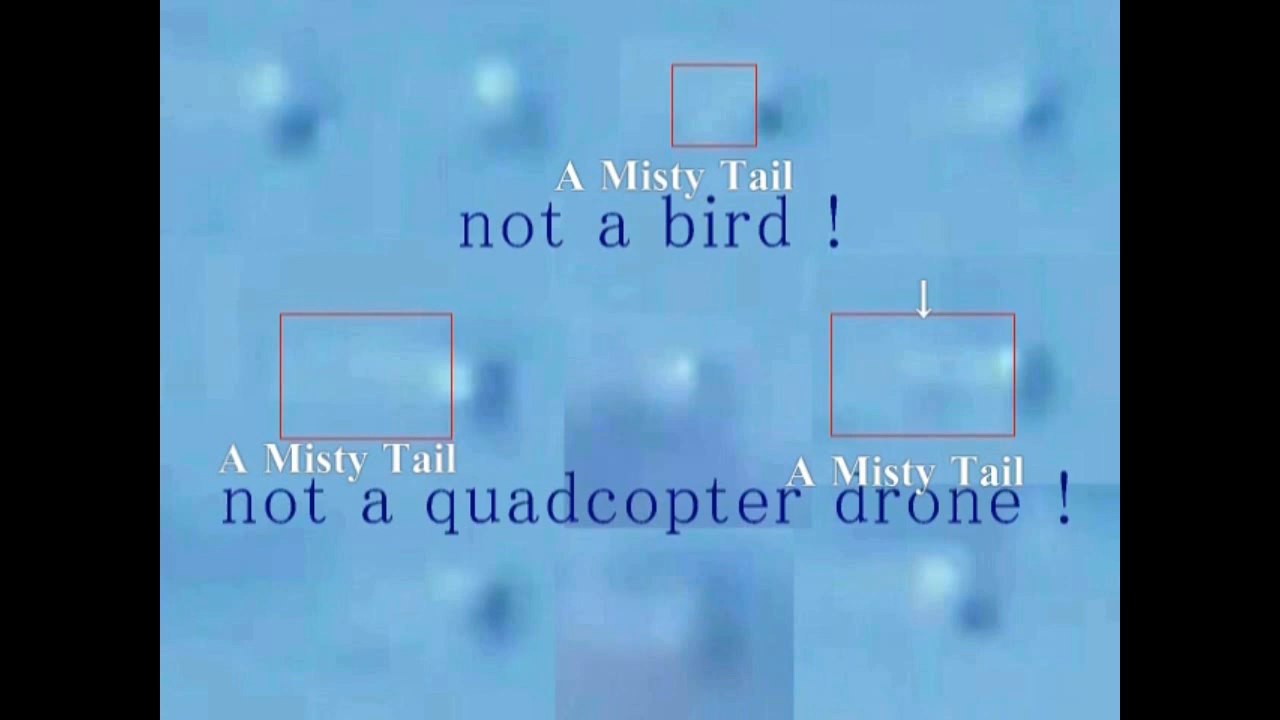 A Misty Tail
not a bird !
↓
A Misty Tail
A Misty Tail
not a quadcopter drone !